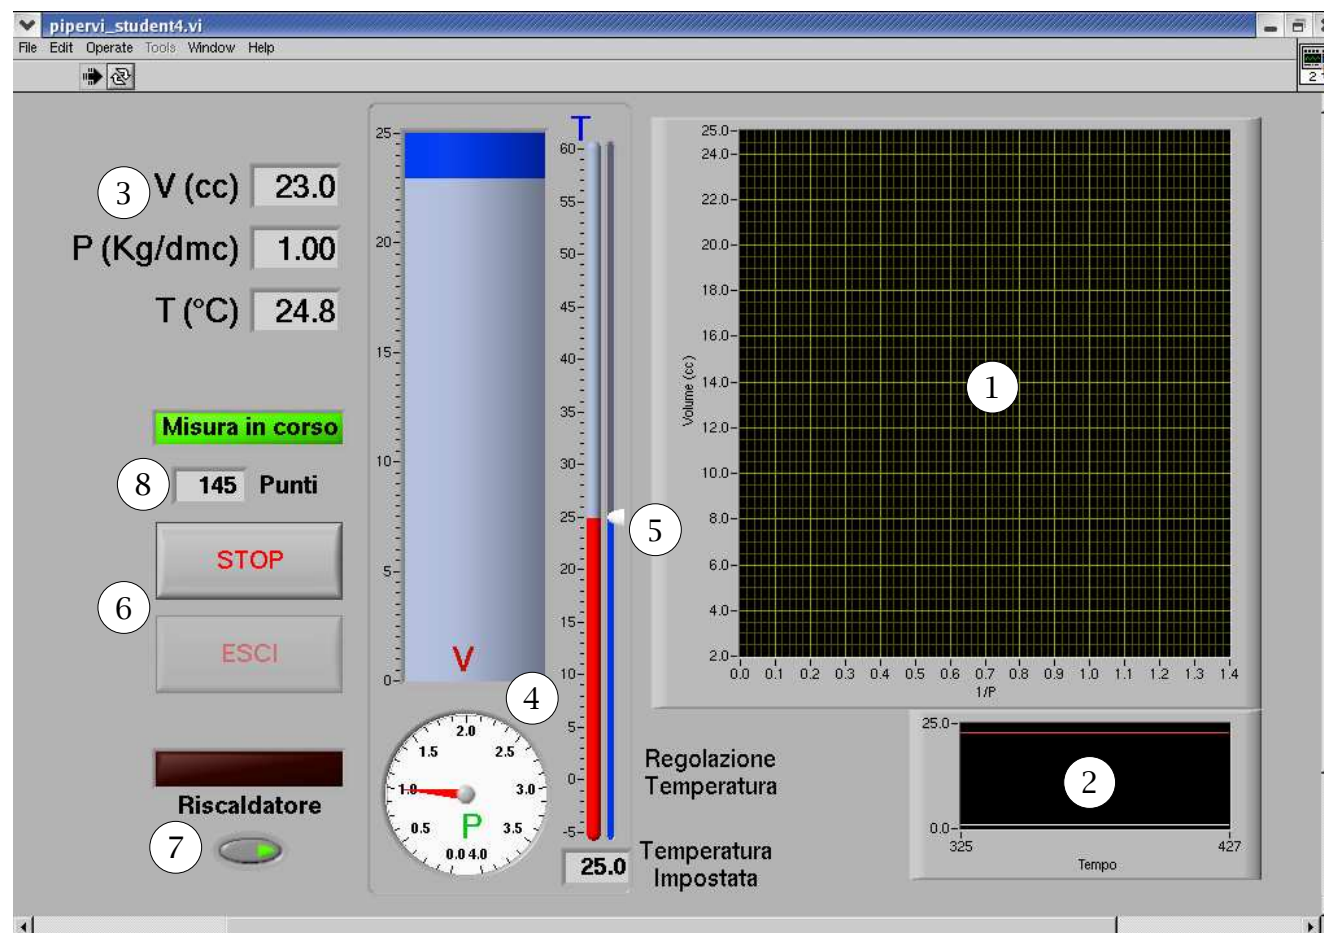 pipervi_student4.vi
File Edit Operate Tools Window Help
3
V (cc) 23.0
P (Kg/dmc) 1.00
T (°C) 24.8
Misura in corso
8
145 Punti
STOP
6
ESCI
Riscaldatore
7
25-
20-
15-
10-
5-
0-
V
T
60-
55-
50-
45-
40-
35-
30-
25-
20-
15-
10-
5-
0-
-5-
5
4
2.0
1.5 2.5
1.0 3.0
0.5 P 3.5
0.0 4.0
25.0
Regolazione
Temperatura
Temperatura
Impostata
25.0-
24.0-
22.0-
20.0-
18.0-
16.0-
14.0-
12.0-
10.0-
8.0-
6.0-
4.0-
2.0-
Volume (cc)
1
0.0 0.1 0.2 0.3 0.4 0.5 0.6 0.7 0.8 0.9 1.0 1.1 1.2 1.3 1.4
1/P
25.0-
2
0.0-
325 427
Tempo